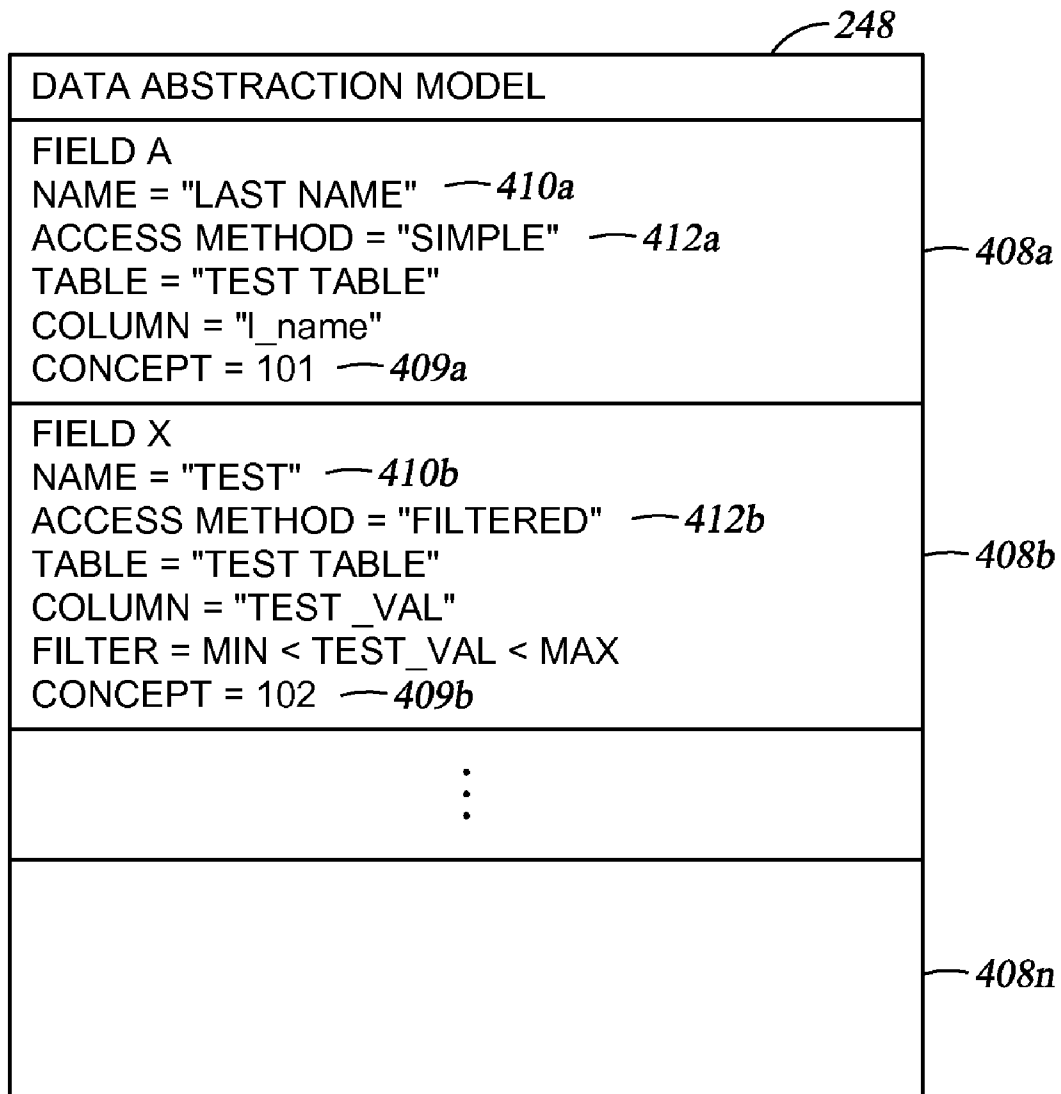 248
DATA ABSTRACTION MODEL
FIELD A
NAME = "LAST NAME" 410a
ACCESS METHOD = "SIMPLE" 412a
408a
TABLE = "TEST TABLE"
COLUMN = "l_name"
CONCEPT = 101 409a
FIELD X
NAME = "TEST" 410b
ACCESS METHOD = "FILTERED" 412b
408b
TABLE = "TEST TABLE"
COLUMN = "TEST _VAL"
FILTER = MIN < TEST_VAL < MAX
CONCEPT = 102 409b
408n